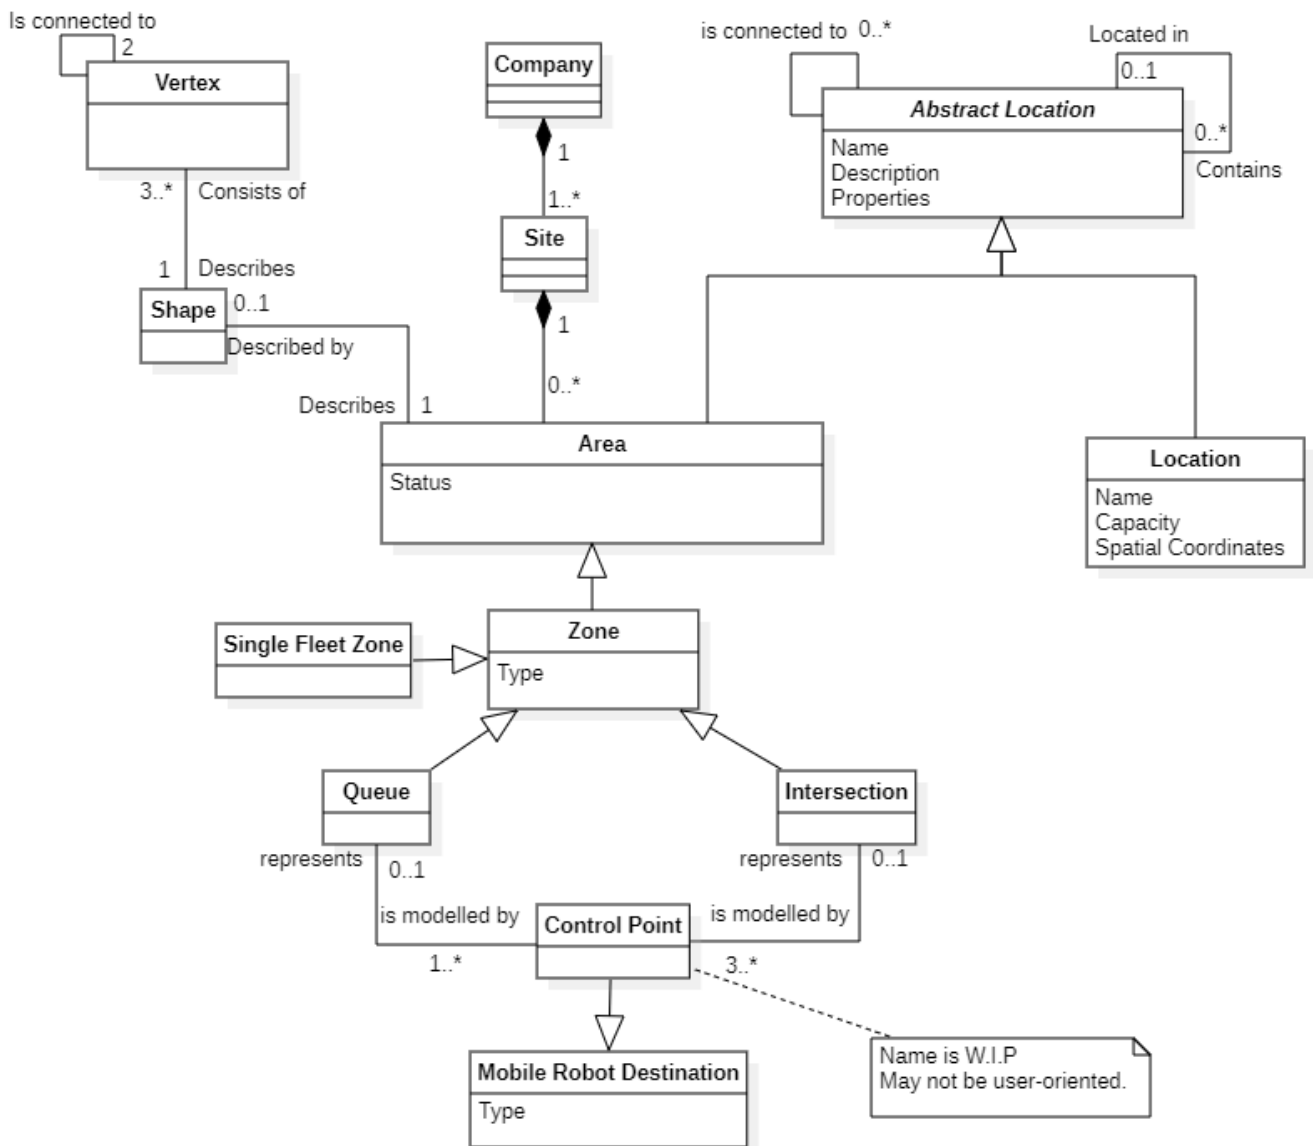 Is connected to
2
Vertex
3..*
Consists of
1
Describes
Shape
0..1
Described by
Describes
1
Company
1
1..*
Site
1
0..*
is connected to
0..*
Located in
0..1
Abstract Location
Name
Description
Properties
0..*
Contains
Area
Status
Location
Name
Capacity
Spatial Coordinates
Single Fleet Zone
Zone
Type
Queue
Intersection
represents
0..1
represents
0..1
is modelled by
is modelled by
Control Point
1..*
3..*
Name is W.I.P
May not be user-oriented.
Mobile Robot Destination
Type